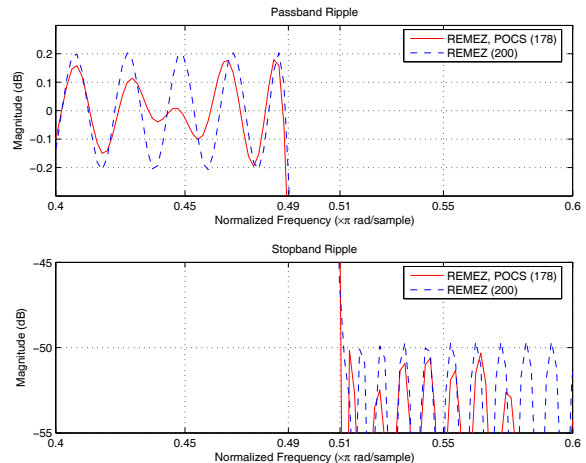 Passband Ripple
Magnitude (dB)
0.2
0.1
0
−0.1
−0.2
REMEZ, POCS (178)
REMEZ (200)
0.4
0.45
0.49
0.51
0.55
0.6
Normalized Frequency (×π rad/sample)
Stopband Ripple
Magnitude (dB)
−45
−50
−55
REMEZ, POCS (178)
REMEZ (200)
0.4
0.45
0.49
0.51
0.55
0.6
Normalized Frequency (×π rad/sample)